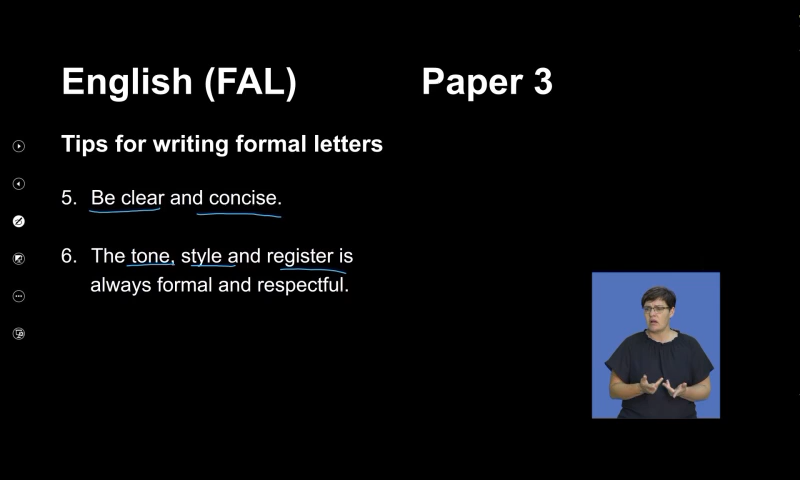 English (FAL) Paper 3
Tips for writing formal letters
5. Be clear and concise.
6. The tone, style and register is
always formal and respectful.